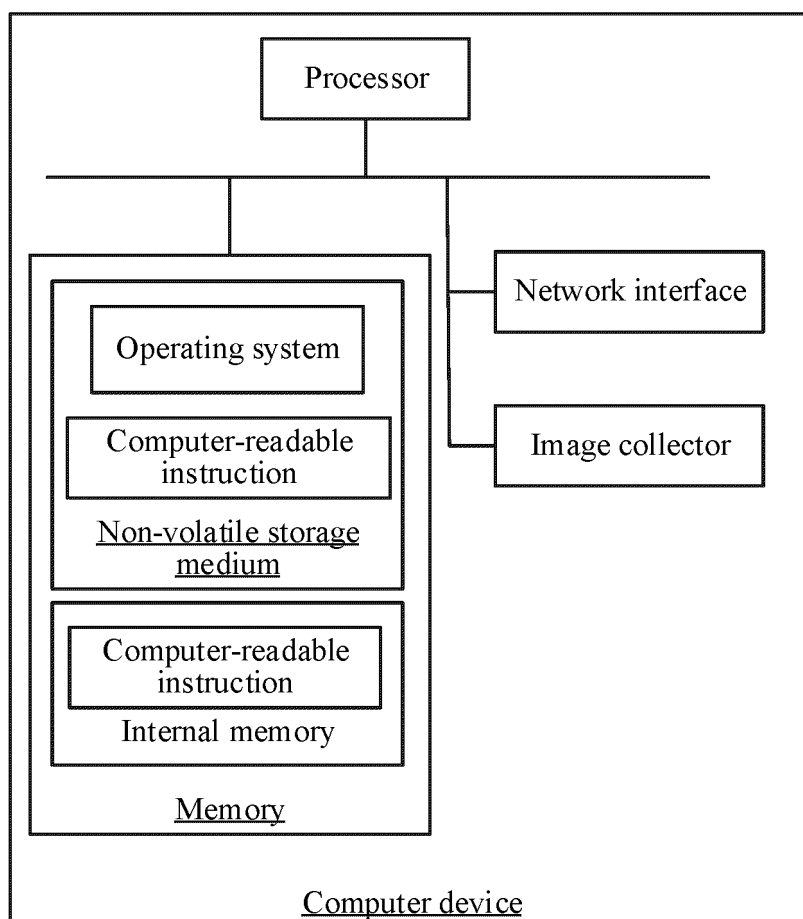 Processor
Network interface
Operating system
Computer-readable
instruction
Image collector
Non-volatile storage
medium
Computer-readable
instruction
Internal memory
Memory
Computer device